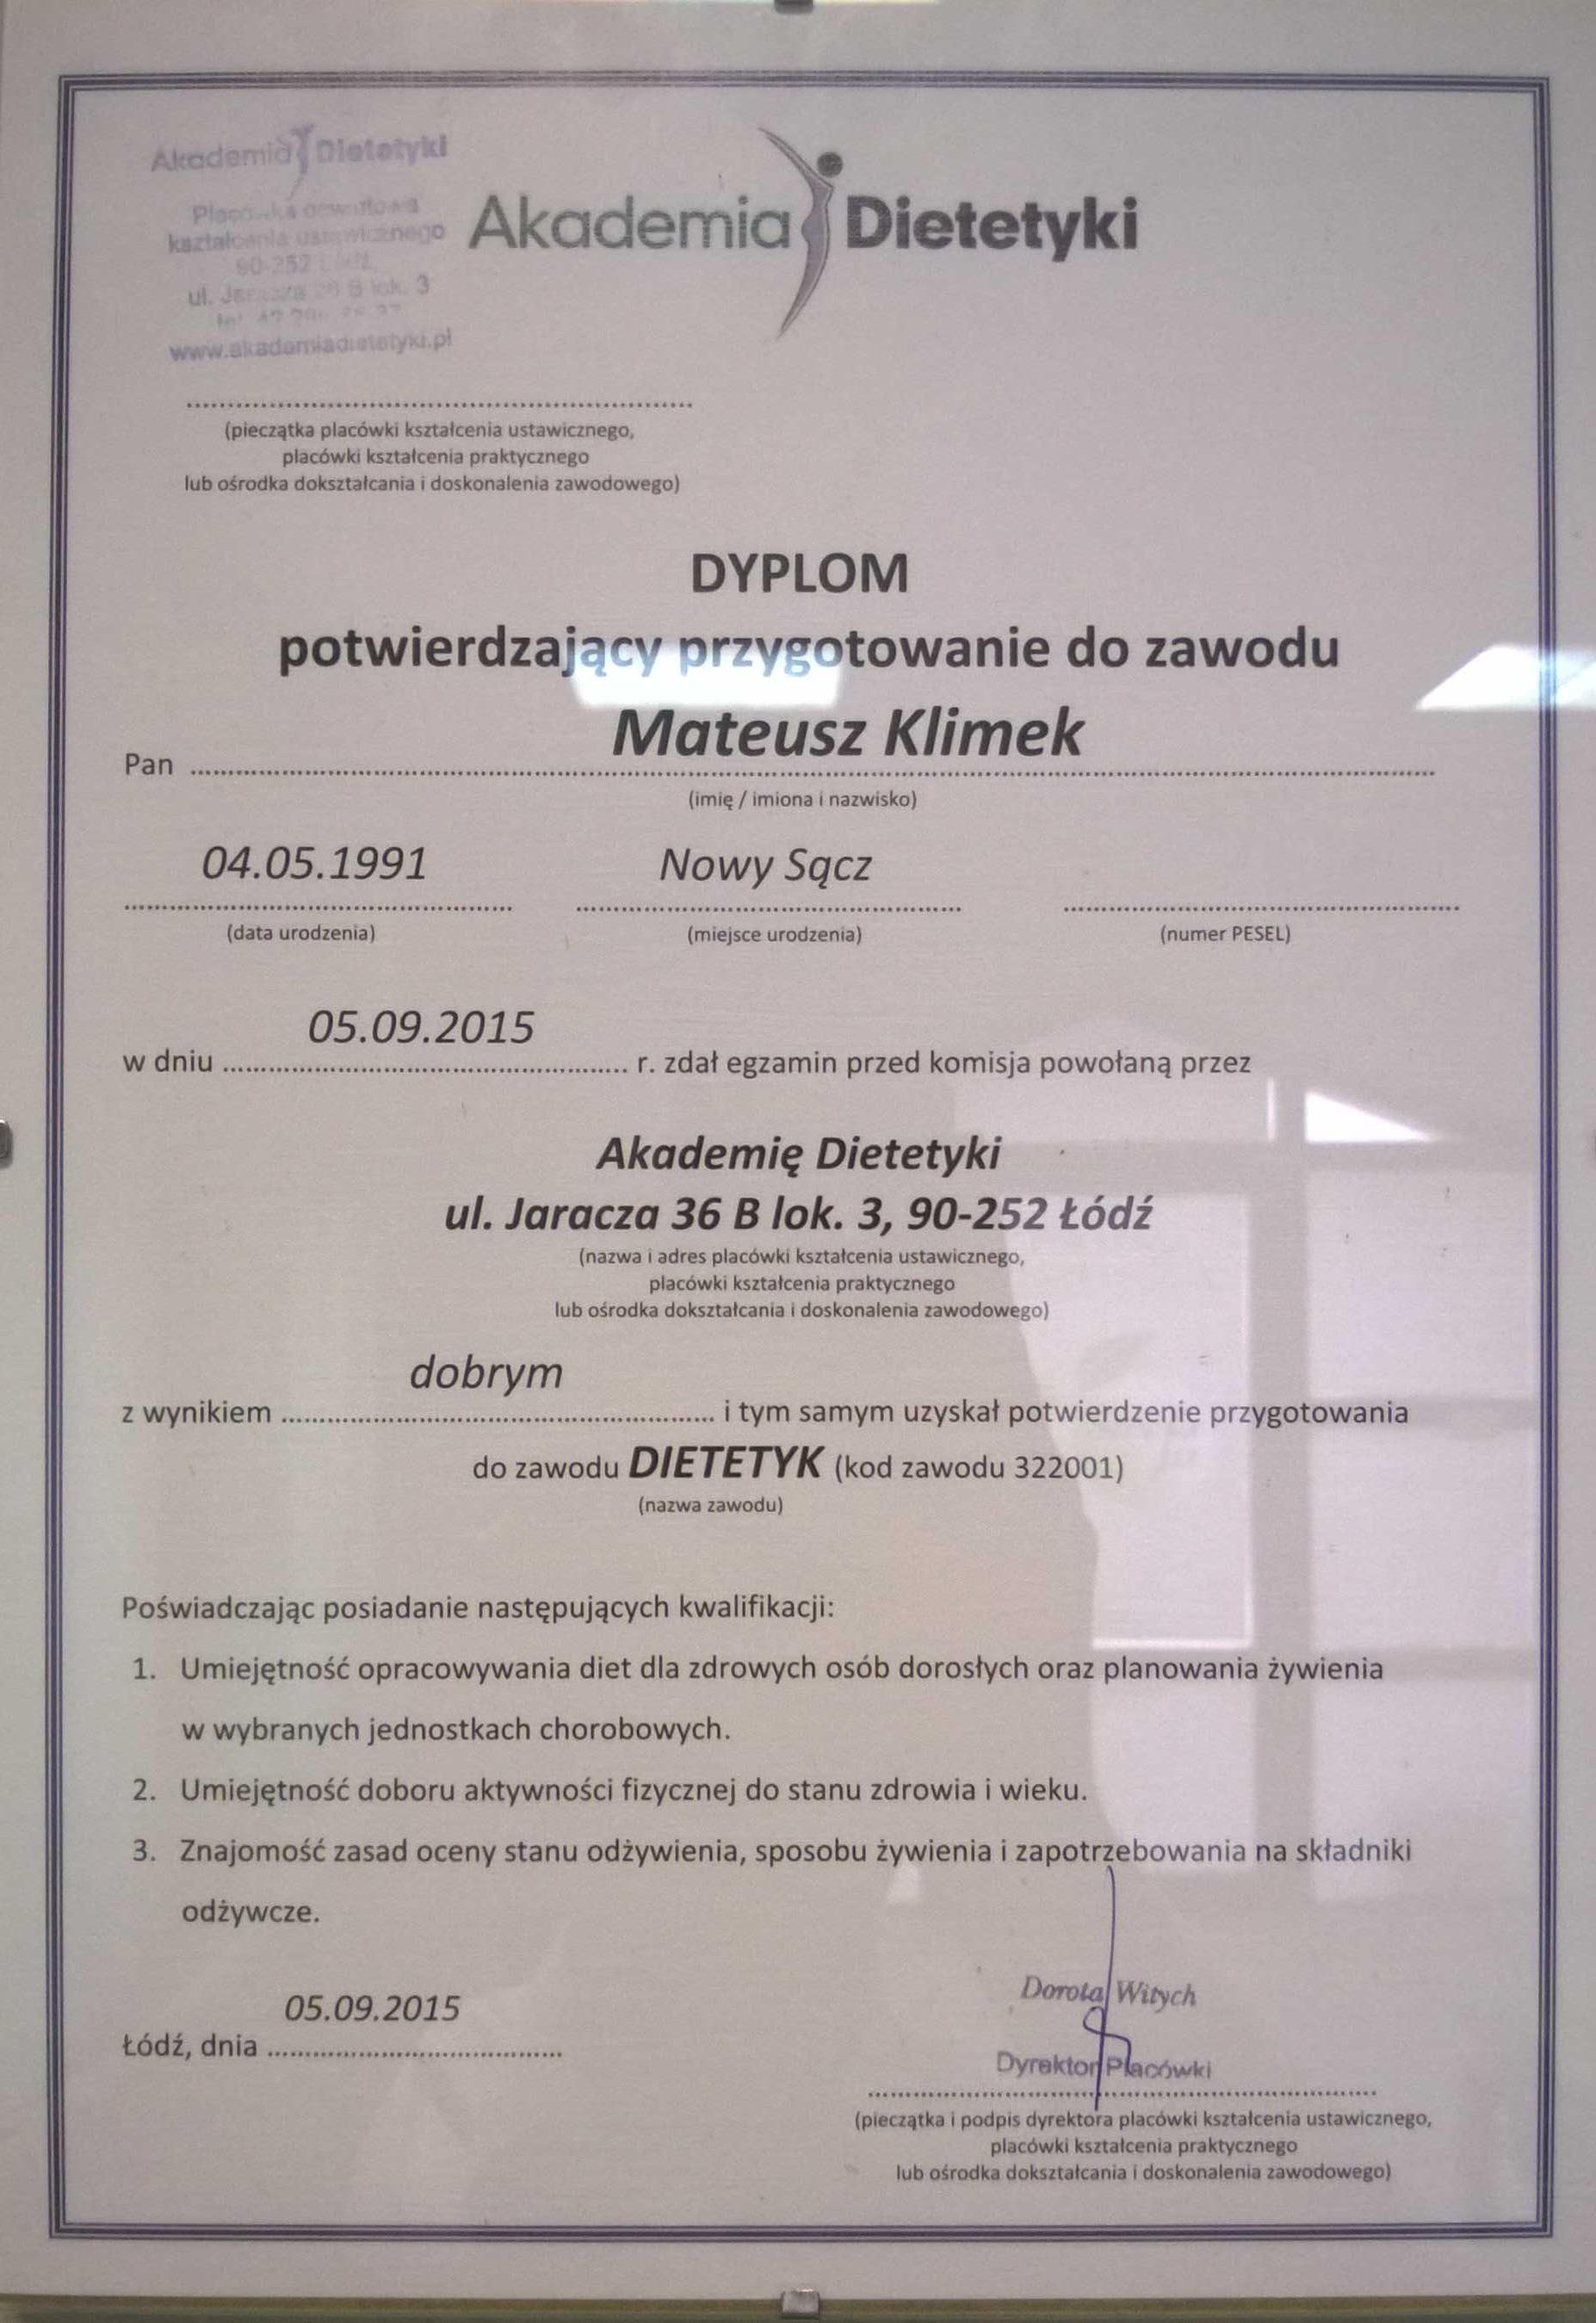 Akademia Dietetyki
Placówka oświatowa
kształcenia ustawicznego
90-252 Łódź,
ul. Jaracza 36 B lok. 3
tel. 42
www.akademiadietetyki.pl
Akademia Dietetyki
(pieczątka placówki kształcenia ustawicznego,
placówki kształcenia praktycznego
lub ośrodka dokształcania i doskonalenia zawodowego)
DYPLOM
potwierdzający przygotowanie do zawodu
Mateusz Klimek
Pan
(imię / imiona i nazwisko)
04.05.1991 Nowy Sącz
(data urodzenia) (miejsce urodzenia) (numer PESEL)
05.09.2015
w dniu r. zdał egzamin przed komisja powołaną przez
Akademię Dietetyki
ul. Jaracza 36 B lok. 3, 90-252 Łódź
(nazwa i adres placówki kształcenia ustawicznego,
placówki kształcenia praktycznego
lub ośrodka dokształcania i doskonalenia zawodowego)
dobrym
z wynikiem i tym samym uzyskał potwierdzenie przygotowania
do zawodu DIETETYK (kod zawodu 322001)
(nazwa zawodu)
Poświadczając posiadanie następujących kwalifikacji:
1. Umiejętność opracowywania diet dla zdrowych osób dorosłych oraz planowania żywienia
w wybranych jednostkach chorobowych.
2. Umiejętność doboru aktywności fizycznej do stanu zdrowia i wieku.
3. Znajomość zasad oceny stanu odżywienia, sposobu żywienia i zapotrzebowania na składniki
odżywcze.
05.09.2015
Łódź, dnia
Dorota Witych
Dyrektor Placówki
(pieczątka i podpis dyrektora placówki kształcenia ustawicznego,
placówki kształcenia praktycznego
lub ośrodka dokształcania i doskonalenia zawodowego)